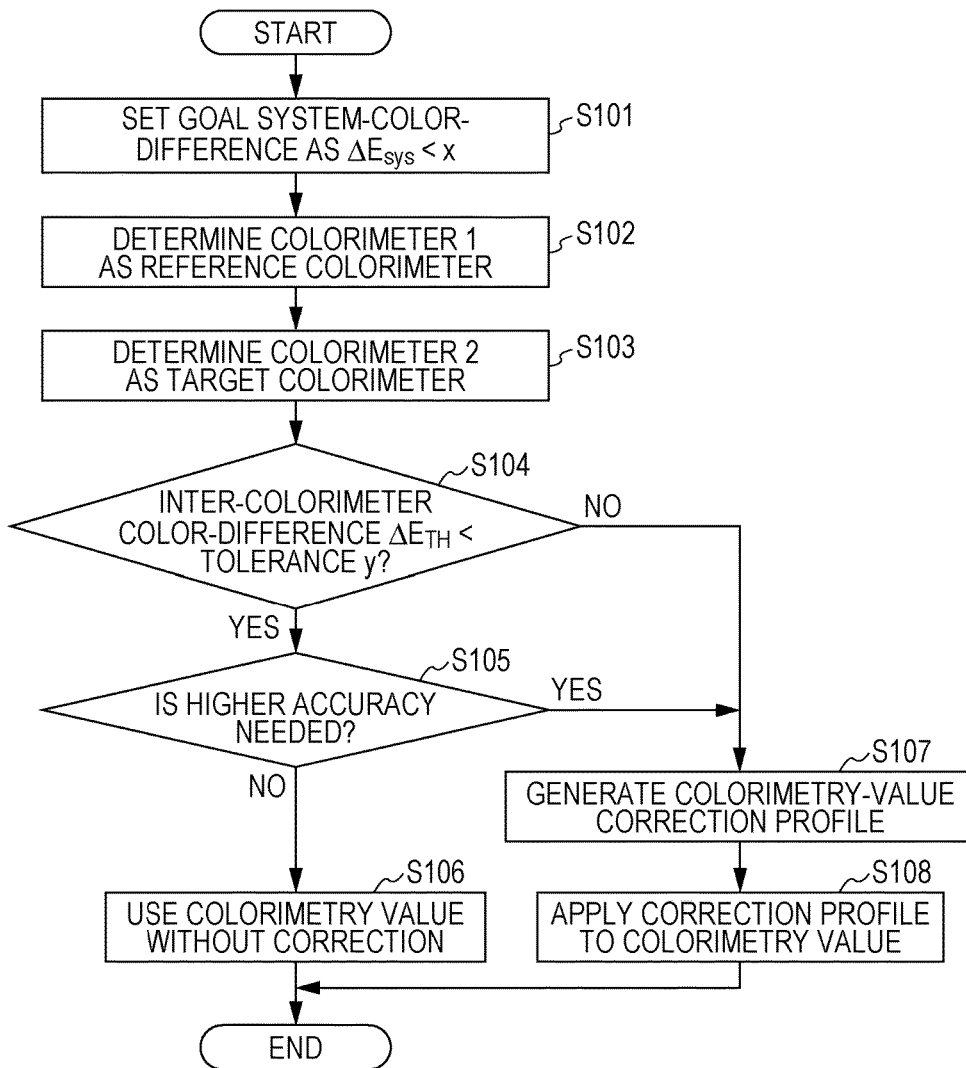 START
SET GOAL SYSTEM-COLOR-
DIFFERENCE AS ΔEsys < x
S101
DETERMINE COLORIMETER 1
AS REFERENCE COLORIMETER
S102
DETERMINE COLORIMETER 2
AS TARGET COLORIMETER
S103
S104
INTER-COLORIMETER
COLOR-DIFFERENCE ΔETH <
TOLERANCE y?
NO
YES
S105
IS HIGHER ACCURACY
NEEDED?
YES
NO
S107
GENERATE COLORIMETRY-VALUE
CORRECTION PROFILE
S106
USE COLORIMETRY VALUE
WITHOUT CORRECTION
S108
APPLY CORRECTION PROFILE
TO COLORIMETRY VALUE
END